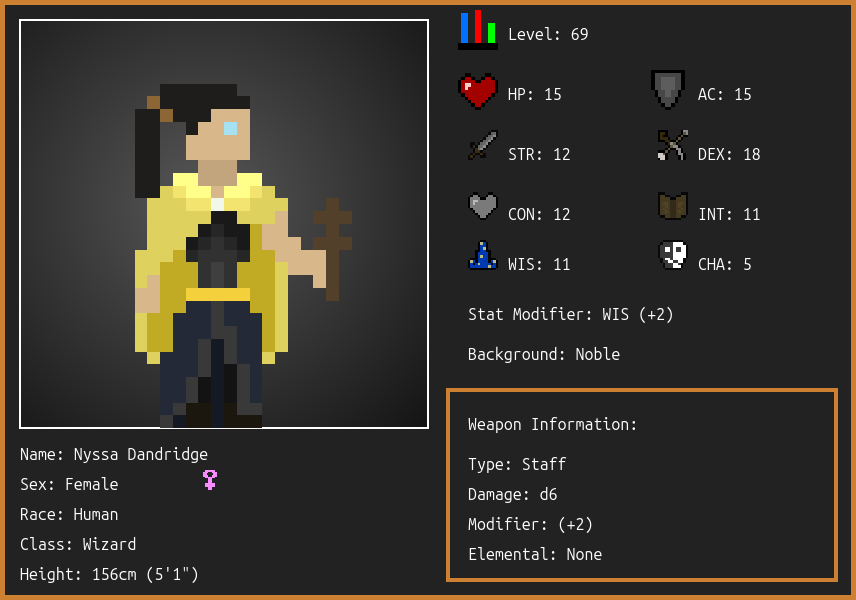 Level: 69
HP: 15
AC: 15
STR: 12
DEX: 18
CON: 12
INT: 11
WIS: 11
CHA: 5
Stat Modifier: WIS (+2)
Background: Noble
Weapon Information:
Type: Staff
Damage: d6
Modifier: (+2)
Elemental: None
Name: Nyssa Dandridge
Sex: Female
Race: Human
Class: Wizard
Height: 156cm (5'1")